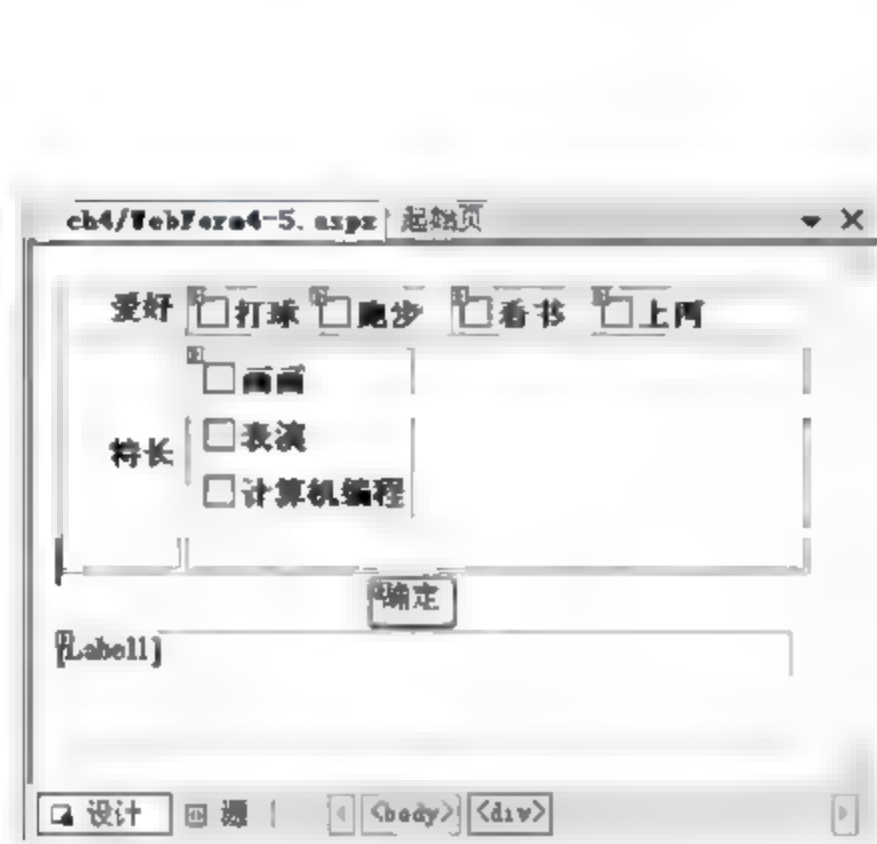 ch4/WebForm4-5.aspx 起始页
爱好 打球 跑步 看书 上网
画画
表演
特长
计算机编程
确定
[Label1]
设计 源 <body> <div>